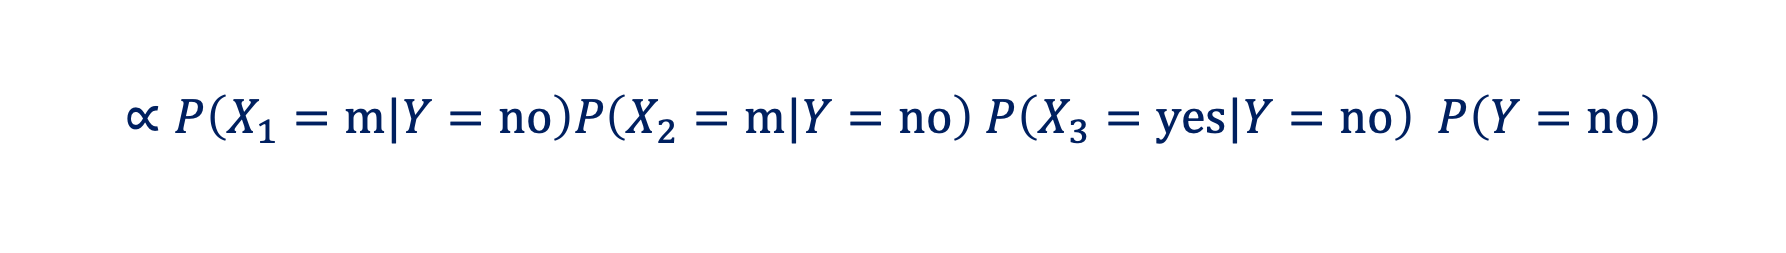 ∝ P(X₁ = m|Y = no)P(X₂ = m|Y = no) P(X₃ = yes|Y = no) P(Y = no)